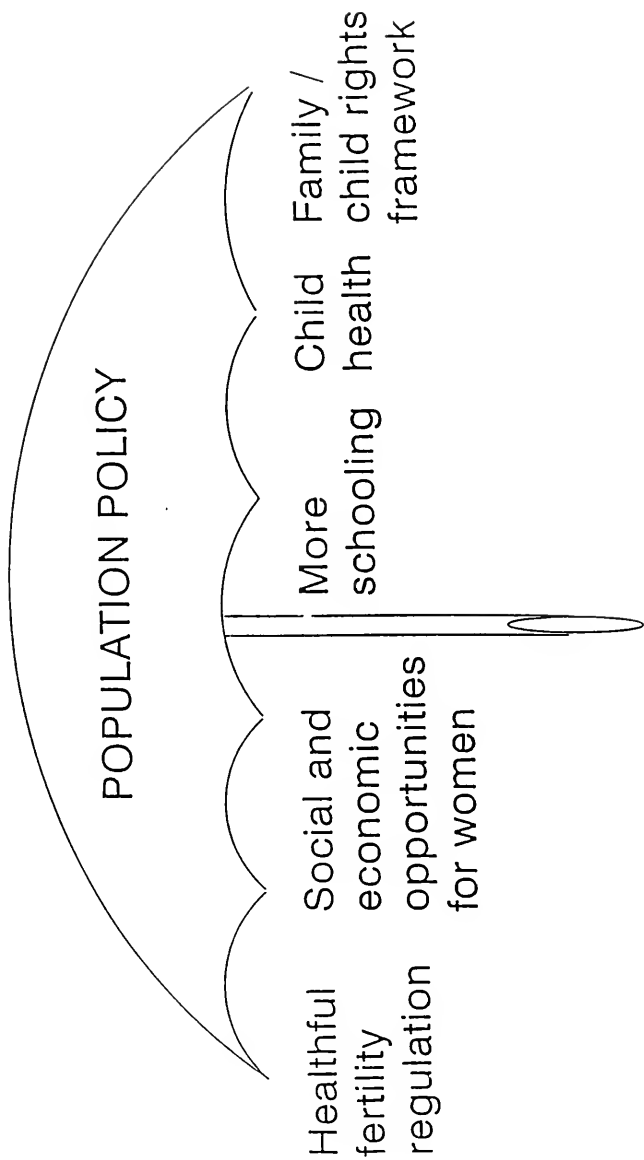 POPULATION POLICY
Healthful
fertility
regulation
Social and
economic
opportunities
for women
More
schooling
Child
health
Family /
child rights
framework